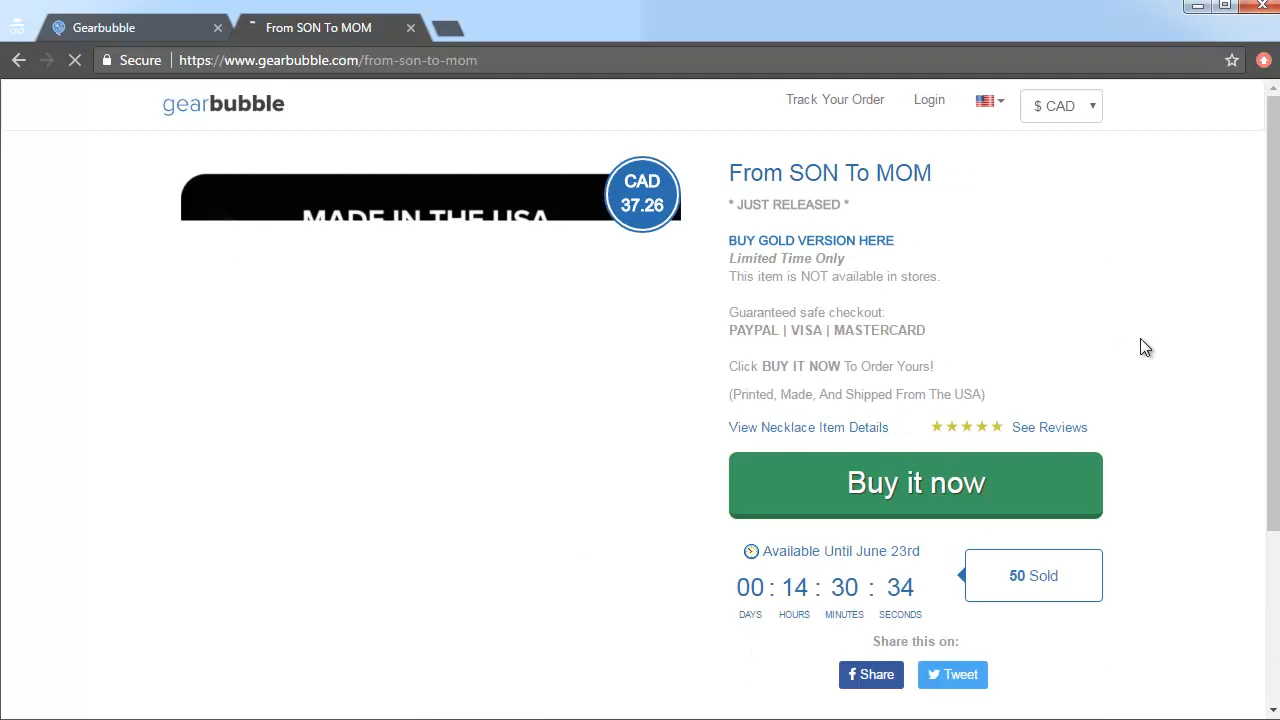 Gearbubble
From SON To MOM
Secure
https://www.gearbubble.com/from-son-to-mom
gearbubble
Track Your Order
Login
$ CAD
MADE IN THE USA
CAD
37.26
From SON To MOM
* JUST RELEASED *
BUY GOLD VERSION HERE
Limited Time Only
This item is NOT available in stores.
Guaranteed safe checkout:
PAYPAL | VISA | MASTERCARD
Click BUY IT NOW To Order Yours!
(Printed, Made, And Shipped From The USA)
View Necklace Item Details
See Reviews
Buy it now
Available Until June 23rd
00 : 14 : 30 : 34
DAYS HOURS MINUTES SECONDS
50 Sold
Share this on:
Share
Tweet